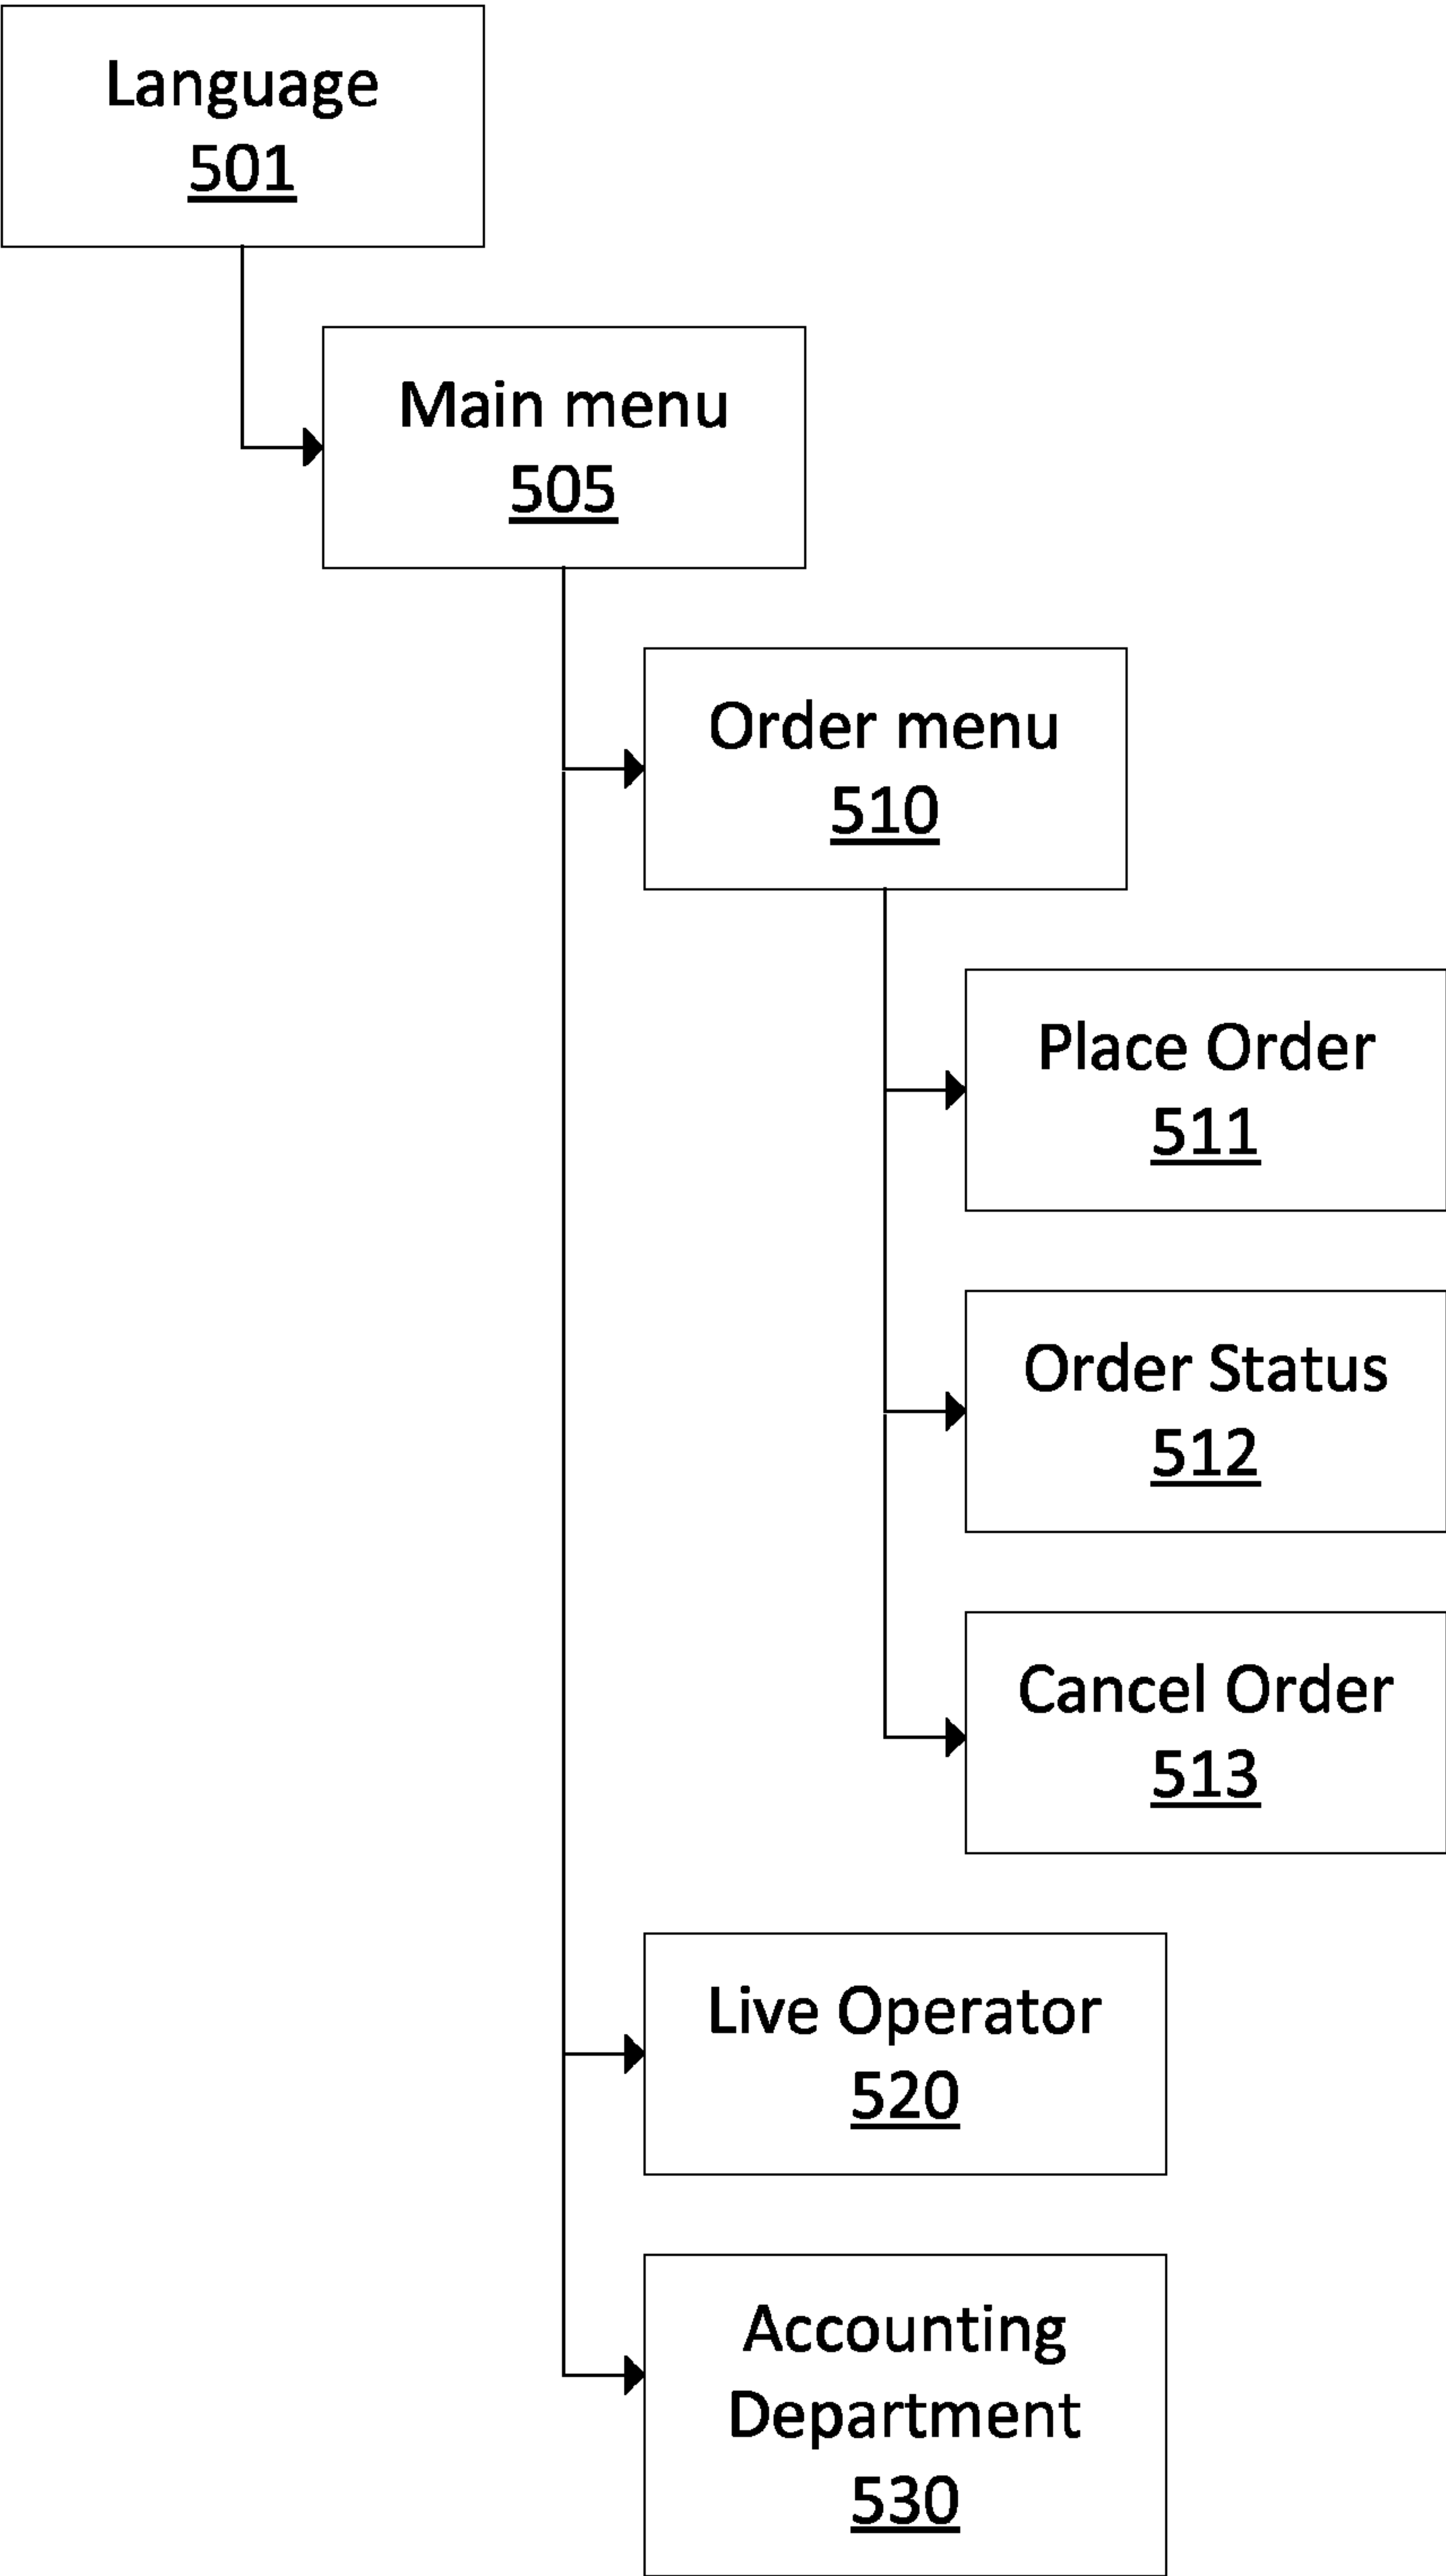 Language
501
Main menu
505
Order menu
510
Place Order
511
Order Status
512
Cancel Order
513
Live Operator
520
Accounting
Department
530